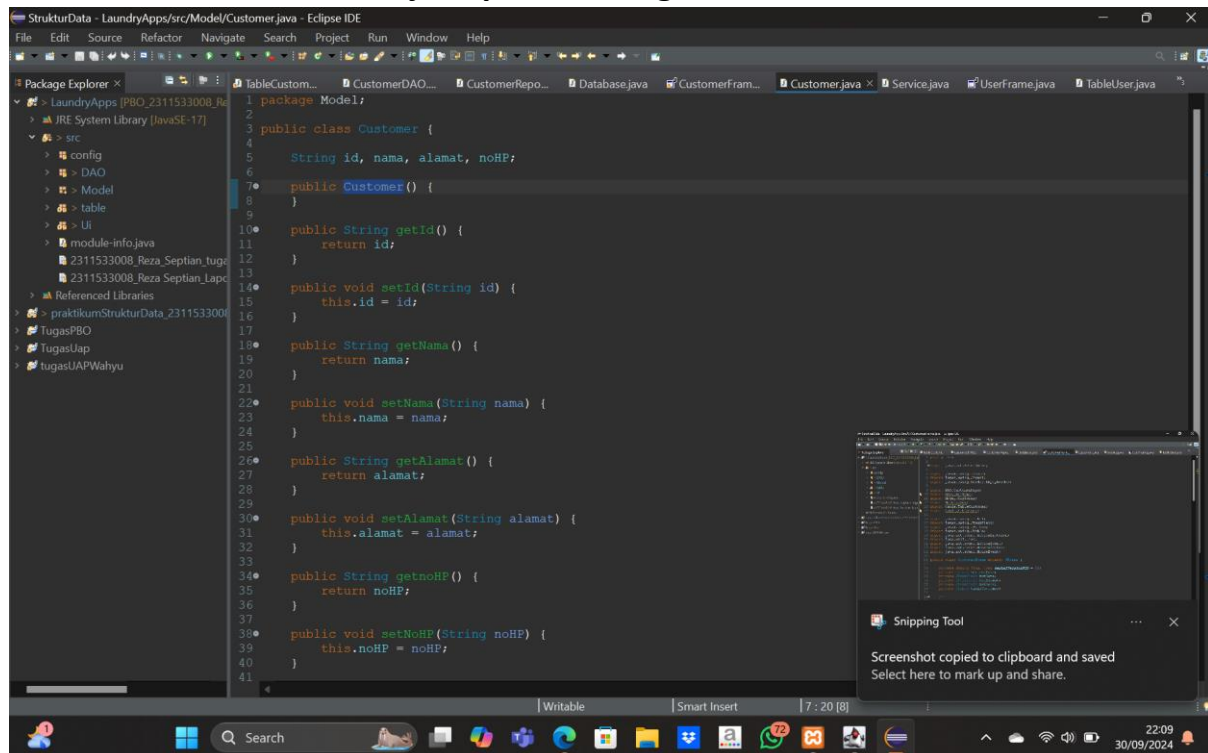 StrukturData - LaundryApps/src/Model/Customer.java - Eclipse IDE
File Edit Source Refactor Navigate Search Project Run Window Help
Package Explorer
TableCustom...
CustomerDAO....
CustomerRepo...
Database.java
CustomerFram...
Customer.java
Service.java
UserFrame.java
TableUser.java
> LaundryApps [PBO_2311533008_Re
JRE System Library [JavaSE-17]
> src
config
> DAO
> Model
> table
> Ui
module-info.java
2311533008_Reza_Septian_tuga
2311533008_Reza Septian_Lapo
Referenced Libraries
> praktikumStrukturData_2311533008
TugasPBO
TugasUap
tugasUAPWahyu
1 package Model;
2
3 public class Customer {
4
5 String id, nama, alamat, noHP;
6
7 public Customer() {
8 }
9
10 public String getId() {
11 return id;
12 }
13
14 public void setId(String id) {
15 this.id = id;
16 }
17
18 public String getNama() {
19 return nama;
20 }
21
22 public void setNama(String nama) {
23 this.nama = nama;
24 }
25
26 public String getAlamat() {
27 return alamat;
28 }
29
30 public void setAlamat(String alamat) {
31 this.alamat = alamat;
32 }
33
34 public String getnoHP() {
35 return noHP;
36 }
37
38 public void setNoHP(String noHP) {
39 this.noHP = noHP;
40 }
41
Snipping Tool
Screenshot copied to clipboard and saved
Select here to mark up and share.
Writable Smart Insert 7 : 20 [8]
Search
72
22:09
30/09/2024